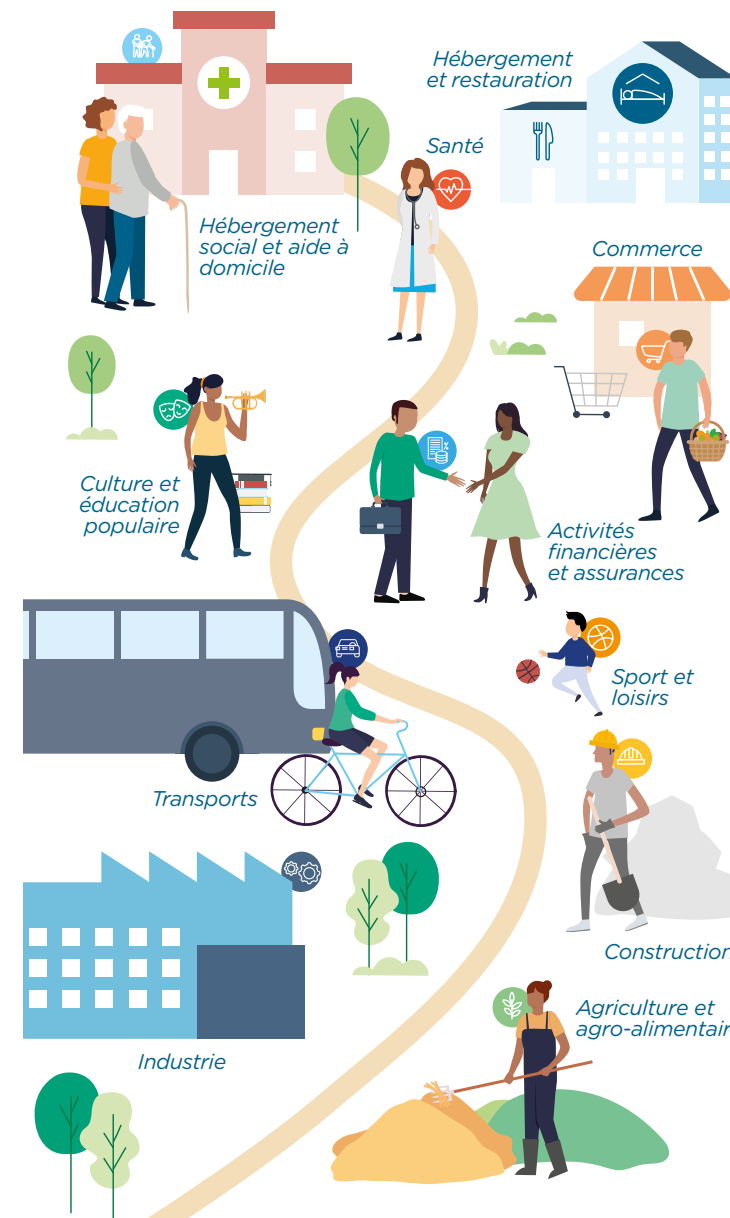 Hébergement
et restauration
Santé
Hébergement
social et aide à
domicile
Commerce
Culture et
éducation
populaire
Activités
financières
et assurances
Sport et
loisirs
Transports
Construction
Agriculture et
agro-alimentair
Industrie